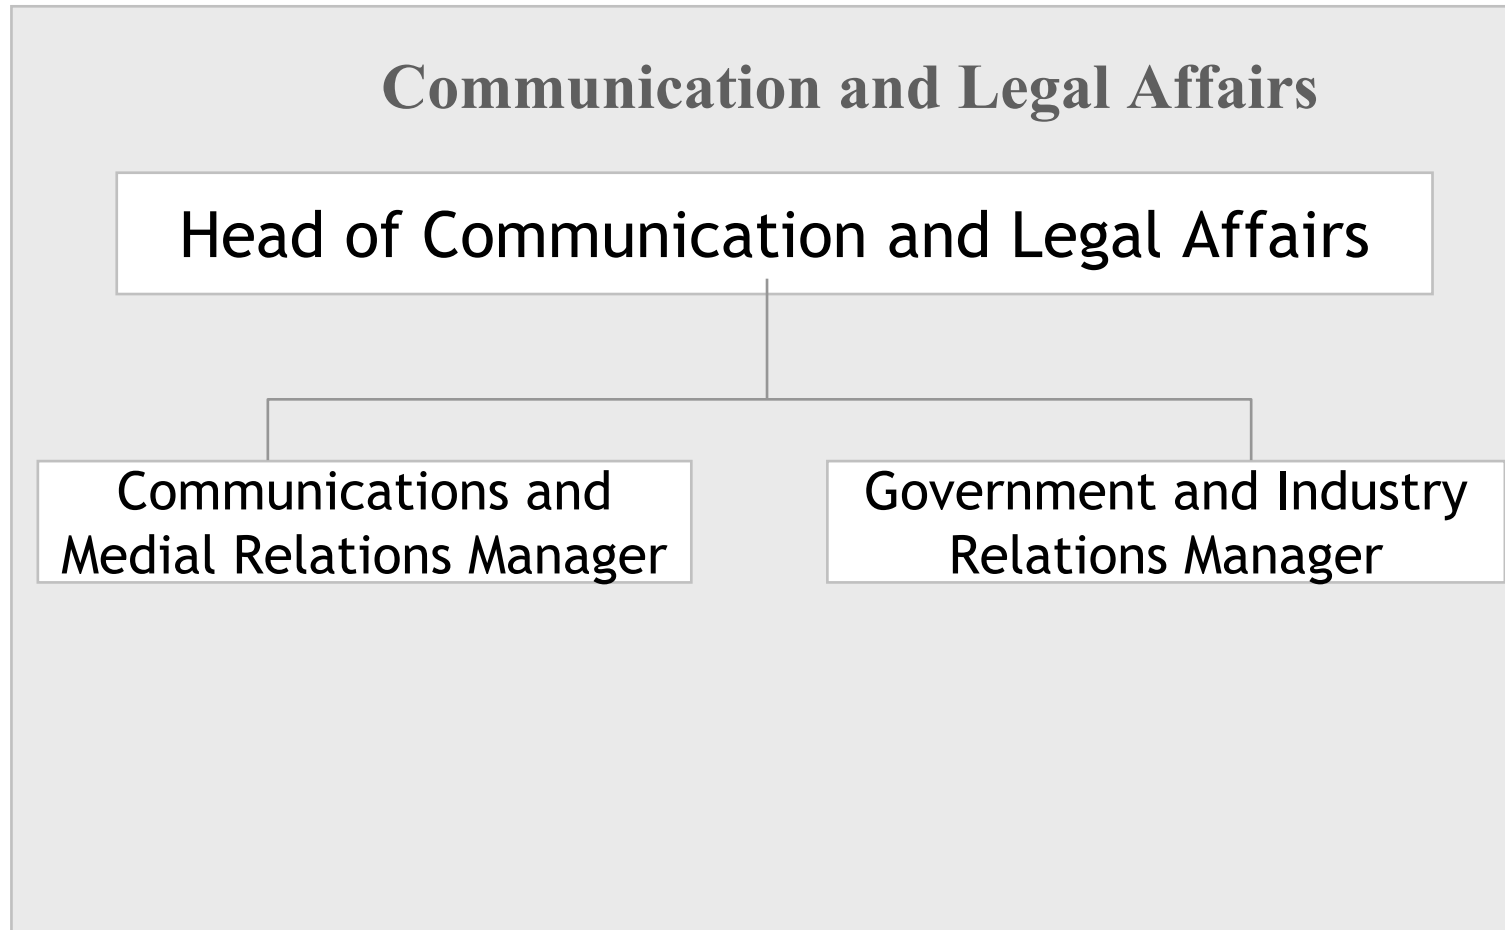 Communication and Legal Affairs
Head of Communication and Legal Affairs
Communications and
Medial Relations Manager
Government and Industry
Relations Manager